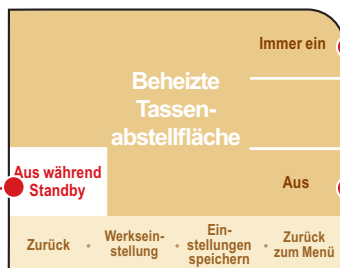 Immer ein
Beheizte
Tassen-
abstellfläche
Aus während
Standby
Aus
Zurück • Werksein-
stellung • Ein-
stellungen
speichern • Zurück
zum Menü